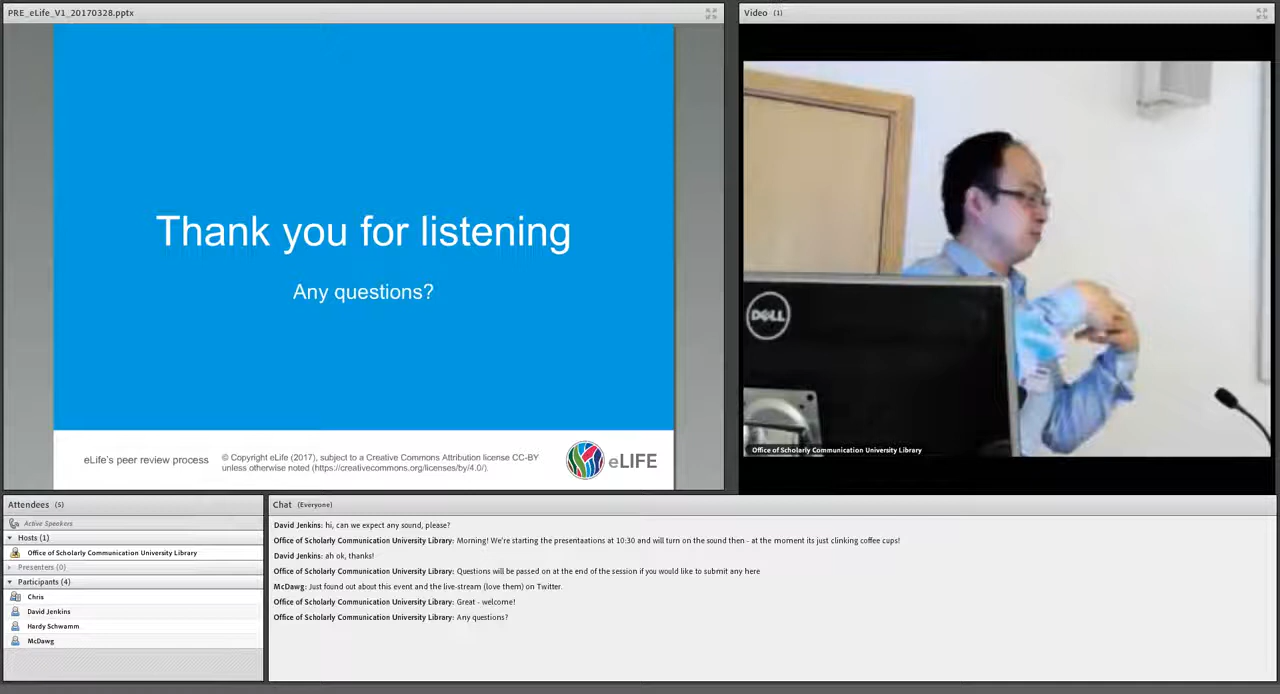 PRE_eLife_V1_20170328.pptx
Thank you for listening
Any questions?
eLife's peer review process
© Copyright eLife (2017), subject to a Creative Commons Attribution license CC-BY
unless otherwise noted (https://creativecommons.org/licenses/by/4.0/).
eLIFE
Video (1)
DELL
Office of Scholarly Communication University Library
Attendees (5)
Active Speakers
Hosts (1)
Office of Scholarly Communication University Library
Presenters (0)
Participants (4)
Chris
David Jenkins
Hardy Schwamm
McDawg
Chat (Everyone)
David Jenkins: hi, can we expect any sound, please?
Office of Scholarly Communication University Library: Morning! We're starting the presentaations at 10:30 and will turn on the sound then - at the moment its just clinking coffee cups!
David Jenkins: ah ok, thanks!
Office of Scholarly Communication University Library: Questions will be passed on at the end of the session if you would like to submit any here
McDawg: Just found out about this event and the live-stream (love them) on Twitter.
Office of Scholarly Communication University Library: Great - welcome!
Office of Scholarly Communication University Library: Any questions?